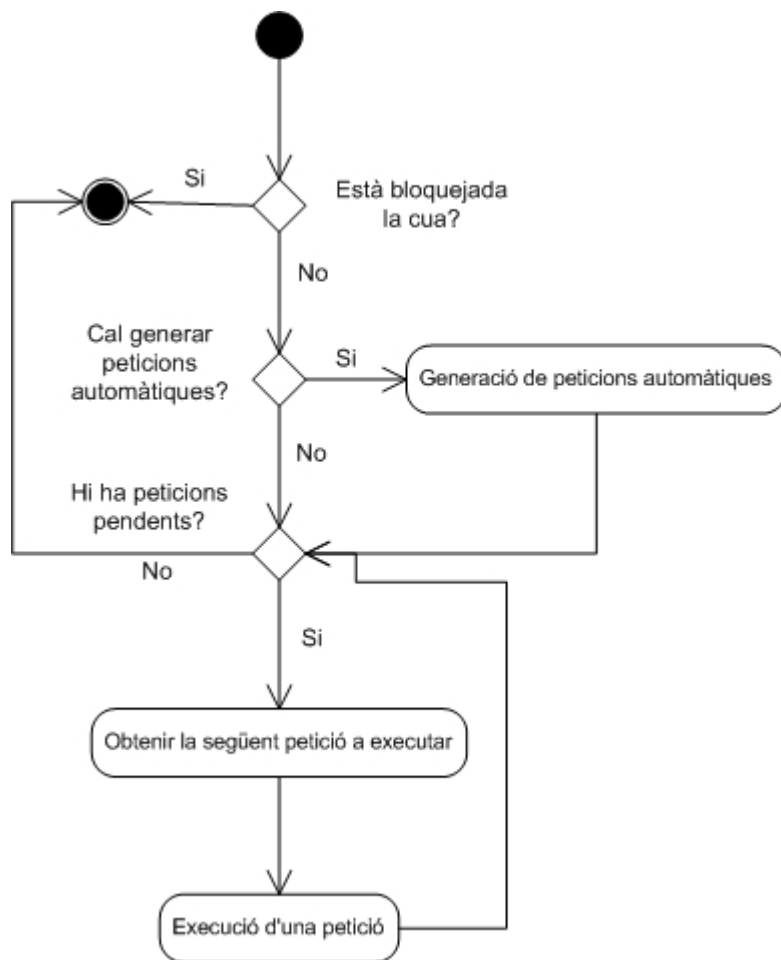 Si
Està bloquejada
la cua?
No
Cal generar
peticions
automàtiques?
Si
Generació de peticions automàtiques
No
Hi ha peticions
pendents?
No
Si
Obtenir la següent petició a executar
Execució d'una petició